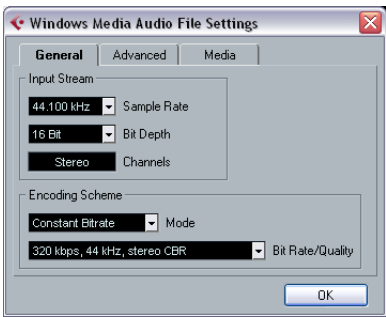 Windows Media Audio File Settings
General Advanced Media
Input Stream
44.100 kHz Sample Rate
16 Bit Bit Depth
Stereo Channels
Encoding Scheme
Constant Bitrate Mode
320 kbps, 44 kHz, stereo CBR Bit Rate/Quality
OK